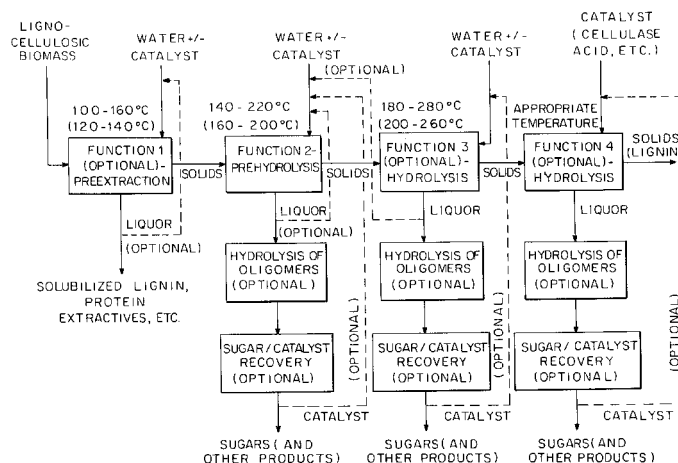 LIGNO-
CELLULOSIC
BIOMASS
WATER +/-
CATALYST
WATER +/-
CATALYST
(OPTIONAL)
WATER +/-
CATALYST
CATALYST
(CELLULASE
ACID, ETC.)
100-160°C
(120-140°C)
140-220°C
(160-200°C)
180-280°C
(200-260°C
APPROPRIATE
TEMPERATURE
FUNCTION 1
(OPTIONAL)-
PREEXTRACTION
SOLIDS
FUNCTION 2-
PREHYDROLYSIS
SOLIDS
FUNCTION 3
(OPTIONAL)-
HYDROLYSIS
SOLIDS
FUNCTION 4
(OPTIONAL)-
HYDROLYSIS
SOLIDS
(LIGNIN
LIQUOR
(OPTIONAL)
LIQUOR
(OPTIONAL)
LIQUOR
LIQUOR
SOLUBILIZED LIGNIN,
PROTEIN
EXTRACTIVES, ETC.
HYDROLYSIS OF
OLIGOMERS
(OPTIONAL)
HYDROLYSIS
OF OLIGOMERS
(OPTIONAL)
HYDROLYSIS
OF OLIGOMERS
(OPTIONAL)
(OPTIONAL)
(OPTIONAL)
(OPTIONAL)
SUGAR/CATALYST
RECOVERY
(OPTIONAL)
SUGAR/CATALYST
RECOVERY
(OPTIONAL)
SUGAR/CATALYST
RECOVERY
(OPTIONAL)
CATALYST
CATALYST
CATALYST
SUGARS (AND
OTHER PRODUCTS)
SUGARS (AND
OTHER PRODUCTS)
SUGARS (AND
OTHER PRODUCTS)